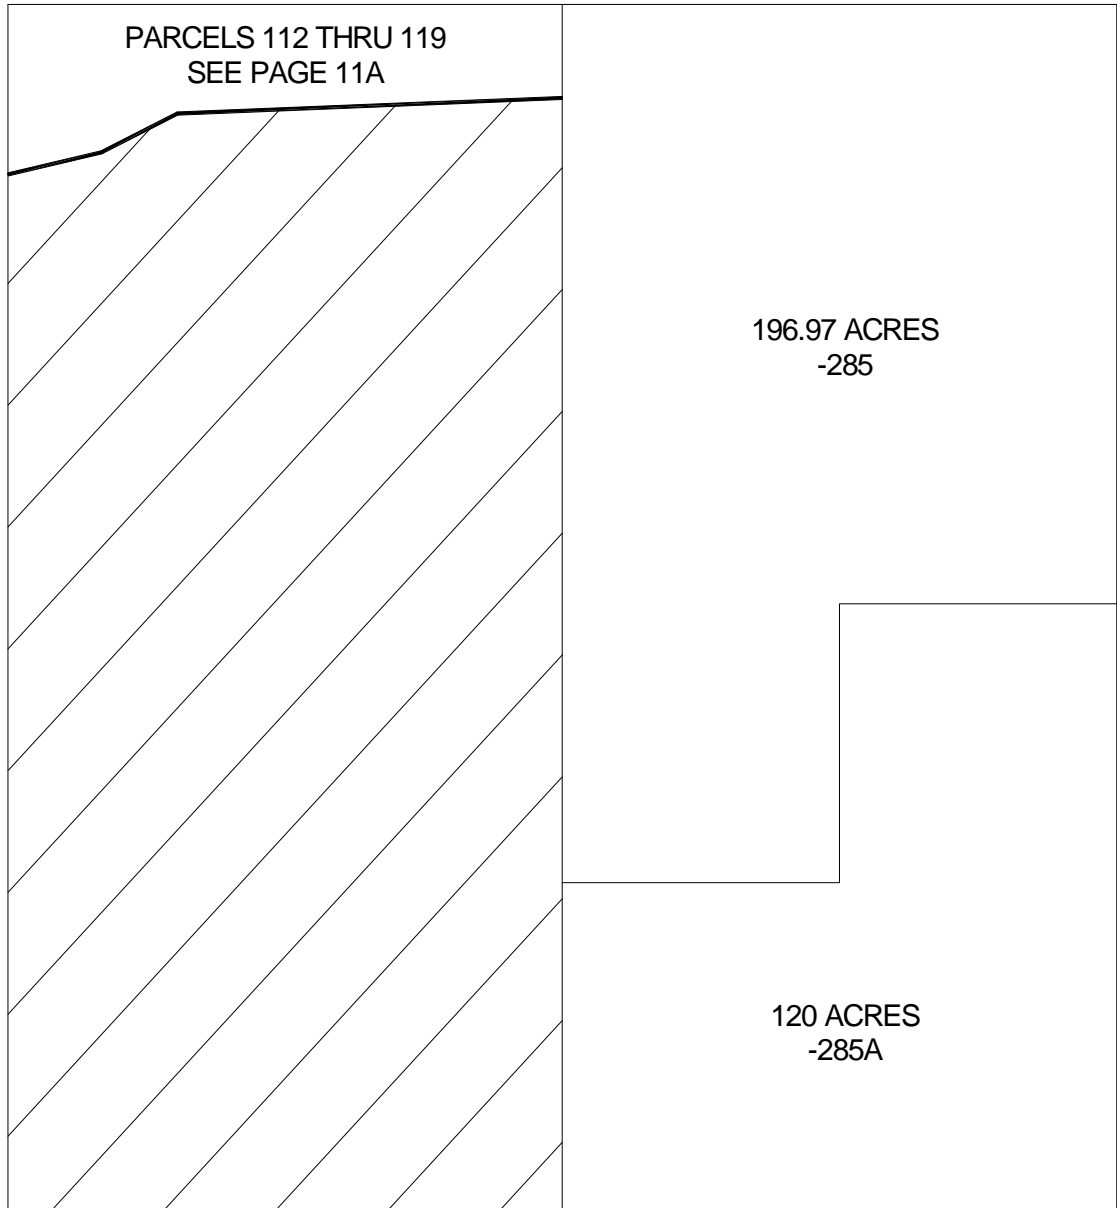 PARCELS 112 THRU 119
SEE PAGE 11A
196.97 ACRES
-285
120 ACRES
-285A